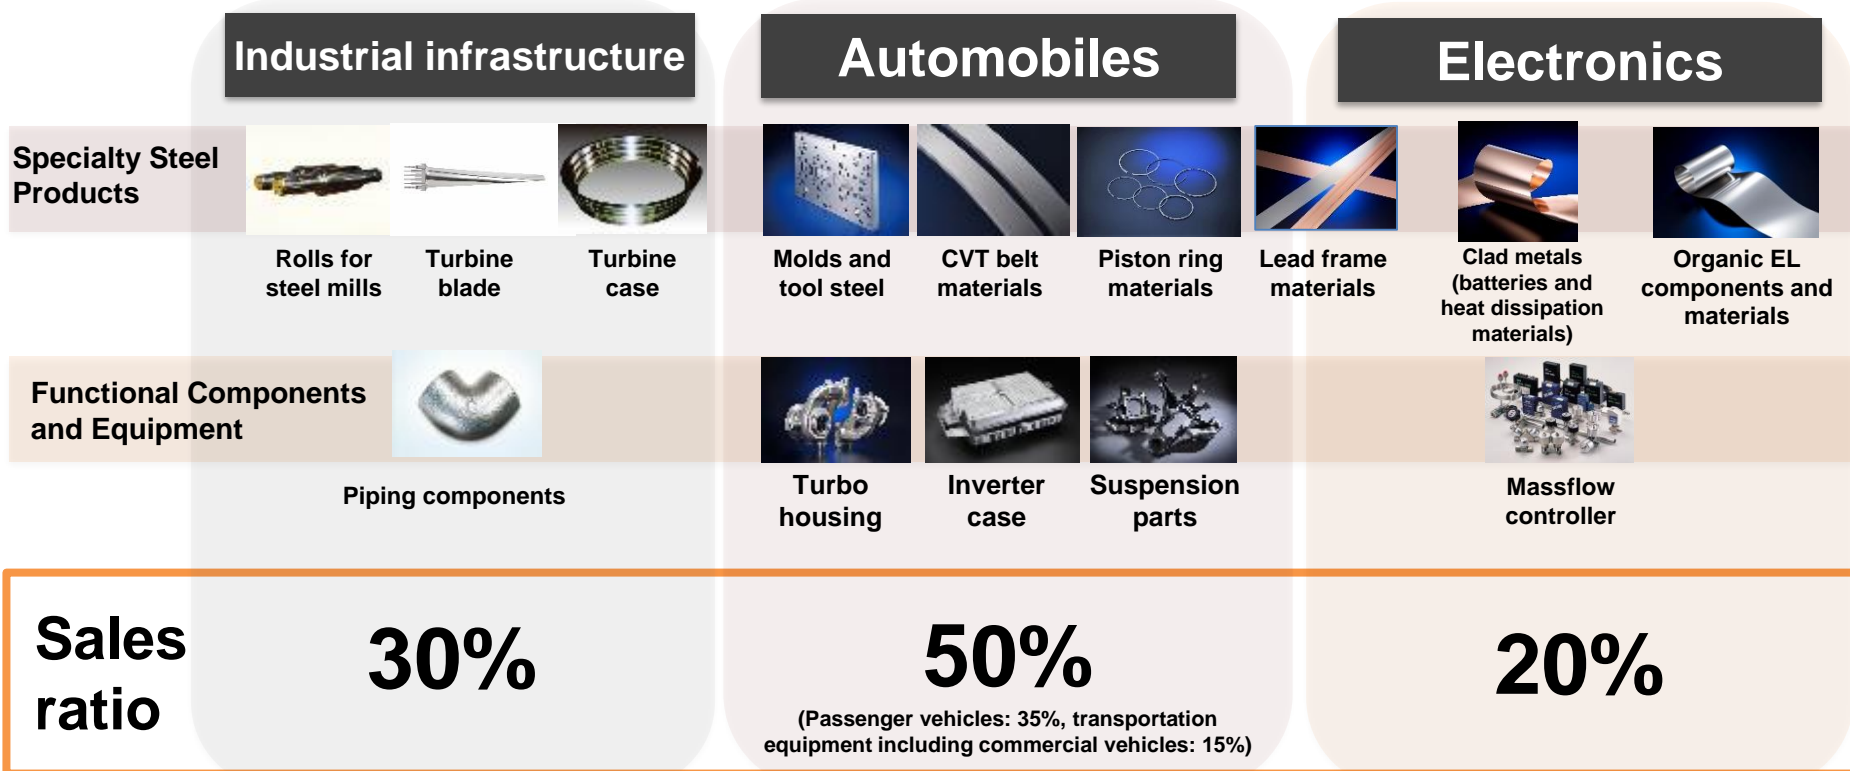 Industrial infrastructure
Automobiles
Electronics
Specialty Steel
Products
Rolls for
steel mills
Turbine
blade
Turbine
case
Molds and
tool steel
CVT belt
materials
Piston ring
materials
Lead frame
materials
Clad metals
(batteries and
heat dissipation
materials)
Organic EL
components and
materials
Functional Components
and Equipment
Piping components
Turbo
housing
Inverter
case
Suspension
parts
Massflow
controller
Sales
ratio
30%
50%
(Passenger vehicles: 35%, transportation
equipment including commercial vehicles: 15%)
20%